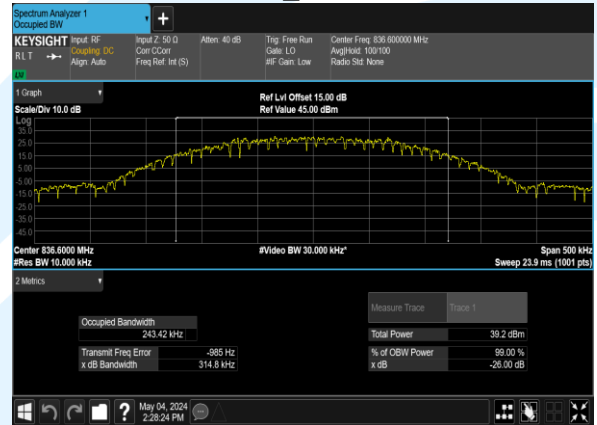 Spectrum Analyzer 1
Occupied BW
KEYSIGHT Input: RF Input Z: 50 Ω Atten: 40 dB Trig: Free Run Center Freq: 836.600000 MHz
RLT Coupling: DC Corr CCorr Gate: LO Avg|Hold: 100/100
Align: Auto Freq Ref: Int (S) #IF Gain: Low Radio Std: None
1 Graph
Ref Lvl Offset 15.00 dB
Scale/Div 10.0 dB Ref Value 45.00 dBm
Log
35.0
25.0
15.0
5.00
-5.00
-15.0
-25.0
-35.0
-45.0
Center 836.6000 MHz #Video BW 30.000 kHz* Span 500 kHz
#Res BW 10.000 kHz Sweep 23.9 ms (1001 pts)
2 Metrics
Measure Trace Trace 1
Occupied Bandwidth
243.42 kHz Total Power 39.2 dBm
Transmit Freq Error -985 Hz % of OBW Power 99.00 %
x dB Bandwidth 314.8 kHz x dB -26.00 dB
May 04, 2024
2:28:24 PM